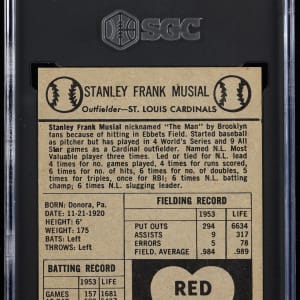 SGC
STANLEY FRANK MUSIAL
Outfielder—ST. LOUIS CARDINALS
Stanley Frank Musial nicknamed "The Man" by Brooklyn
fans because of hitting in Ebbets Field. Started baseball
as pitcher but has played in 4 World's Series and 9 All
Star games as a Cardinal outfielder. Named N.L. Most
Valuable player three times. Led or tied for N.L. lead
4 times no. of games played, 4 times for runs scored,
6 times no. of hits, 6 times no. of doubles, 5
times for triples, once for RBI; 6 times N.L. batting
champ; 6 times N.L. slugging leader.
BORN: Donora, Pa.
DATE: 11-21-1920
HEIGHT: 6'
WEIGHT: 175
BATS: Left
THROWS: Left
FIELDING RECORD
1953 LIFE
PUT OUTS 294 6634
ASSISTS 9 317
ERRORS 5 78
FIELD. AVERAGE .984 .989
BATTING RECORD
1953 LIFE
GAMES 157 1681
RED